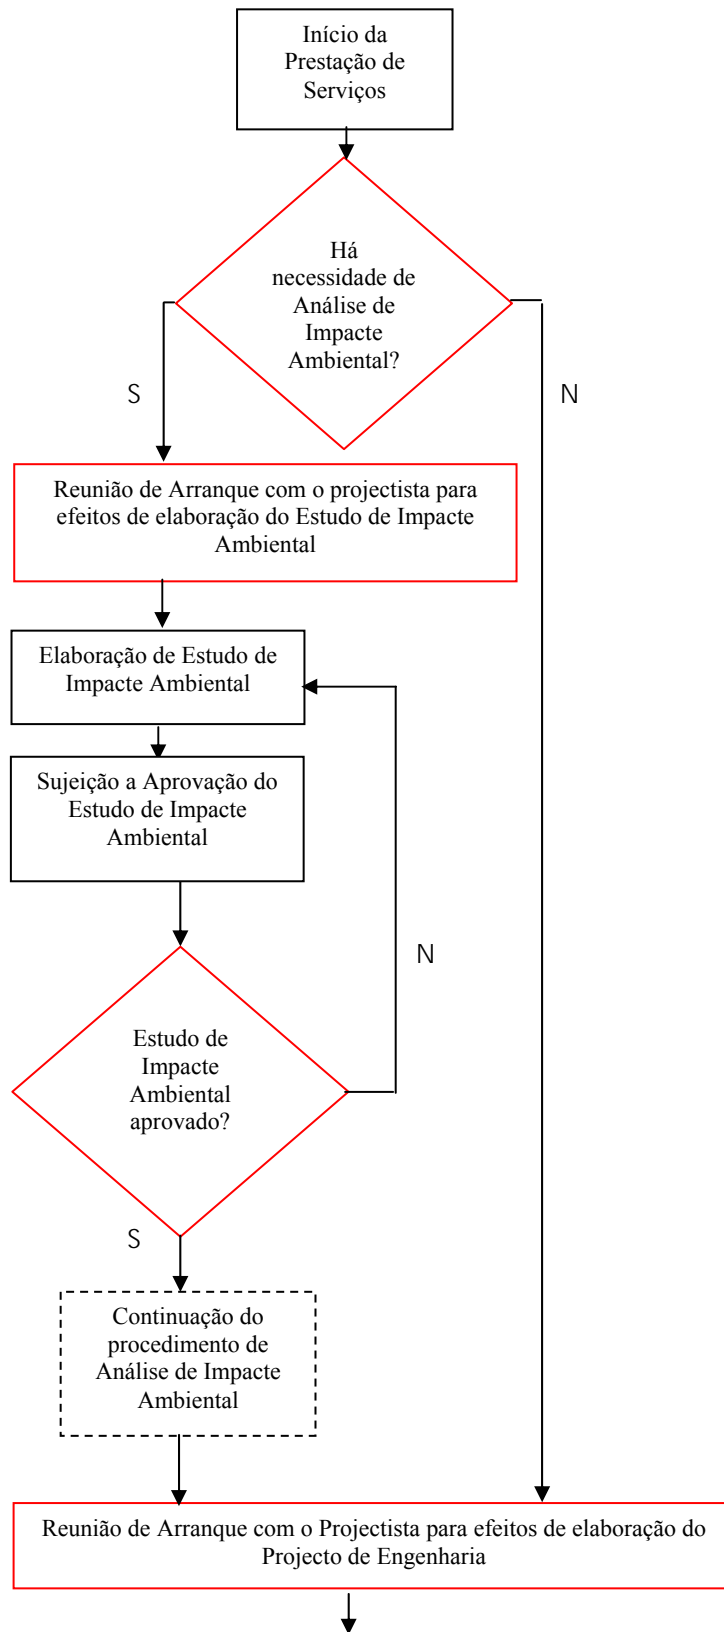 Início da
Prestação de
Serviços
Há
necessidade de
Análise de
Impacte
Ambiental?
S
N
Reunião de Arranque com o projectista para
efeitos de elaboração do Estudo de Impacte
Ambiental
Elaboração de Estudo de
Impacte Ambiental
Sujeição a Aprovação do
Estudo de Impacte
Ambiental
N
Estudo de
Impacte
Ambiental
aprovado?
S
Continuação do
procedimento de
Análise de Impacte
Ambiental
Reunião de Arranque com o Projectista para efeitos de elaboração do
Projecto de Engenharia